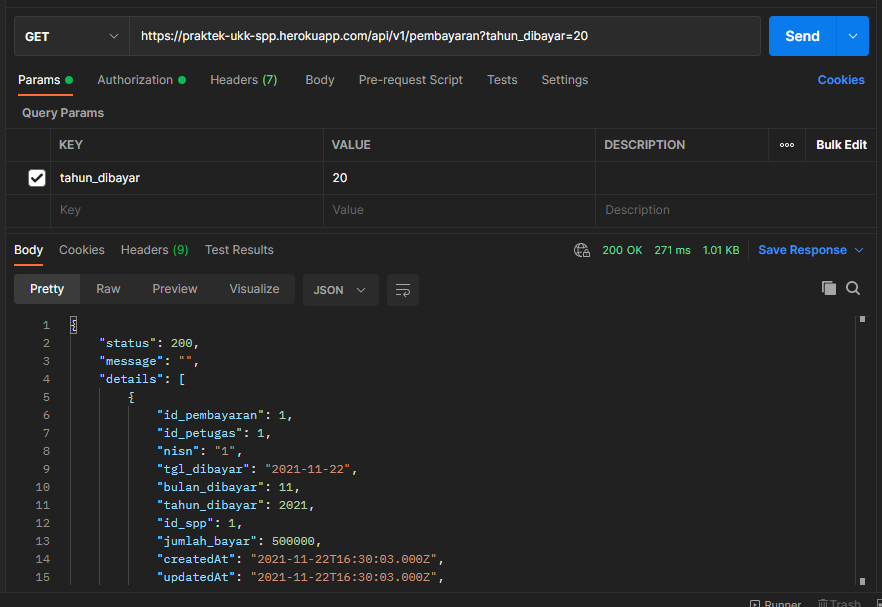 GET https://praktek-ukk-spp.herokuapp.com/api/v1/pembayaran?tahun_dibayar=20 Send
Params Authorization Headers (7) Body Pre-request Script Tests Settings Cookies
Query Params
KEY VALUE DESCRIPTION Bulk Edit
tahun_dibayar 20
Key Value Description
Body Cookies Headers (9) Test Results 200 OK 271 ms 1.01 KB Save Response
Pretty Raw Preview Visualize JSON
1 {
2 "status": 200,
3 "message": "",
4 "details": [
5 {
6 "id_pembayaran": 1,
7 "id_petugas": 1,
8 "nisn": "1",
9 "tgl_dibayar": "2021-11-22",
10 "bulan_dibayar": 11,
11 "tahun_dibayar": 2021,
12 "id_spp": 1,
13 "jumlah_bayar": 500000,
14 "createdAt": "2021-11-22T16:30:03.000Z",
15 "updatedAt": "2021-11-22T16:30:03.000Z",
Runner Trash